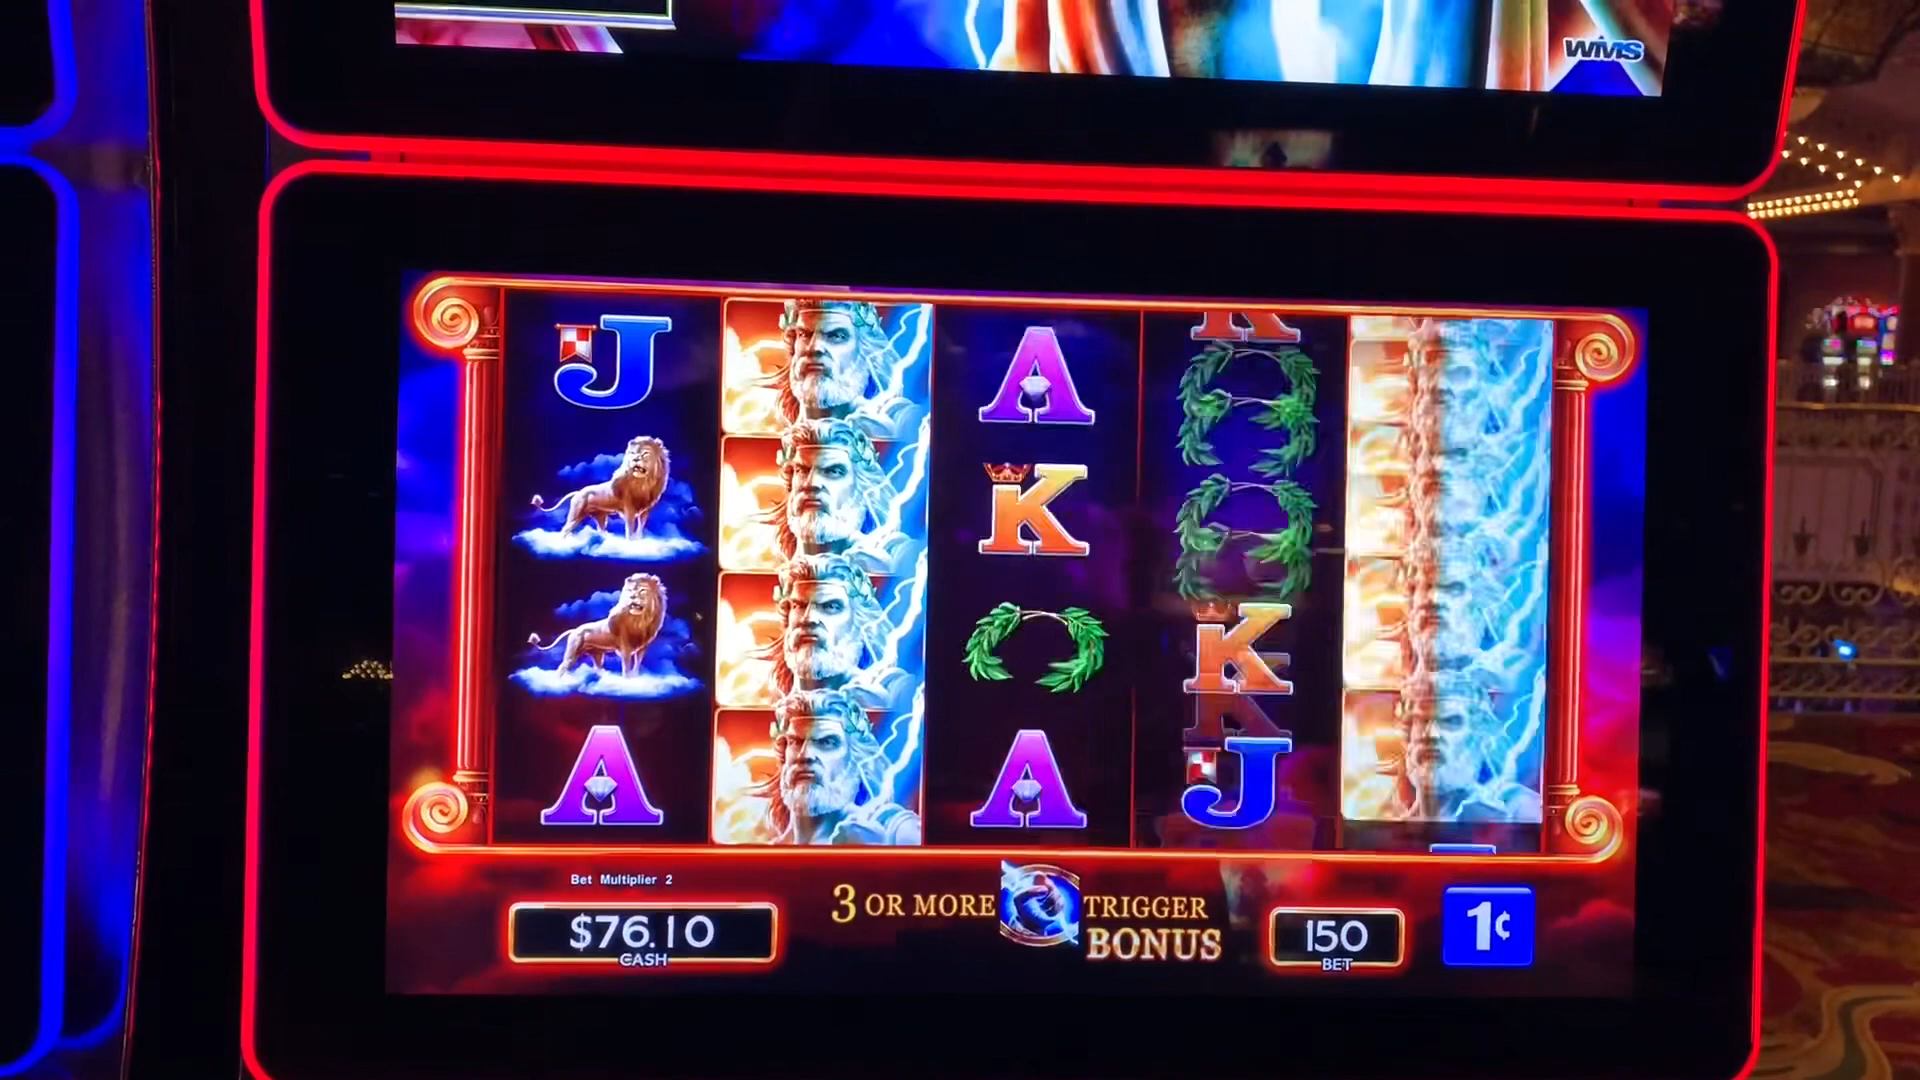 WMS
J
A
K
A
K
K
A
A
J
Bet Multiplier 2
$76.10
CASH
3 OR MORE TRIGGER
BONUS
150
BET
1¢